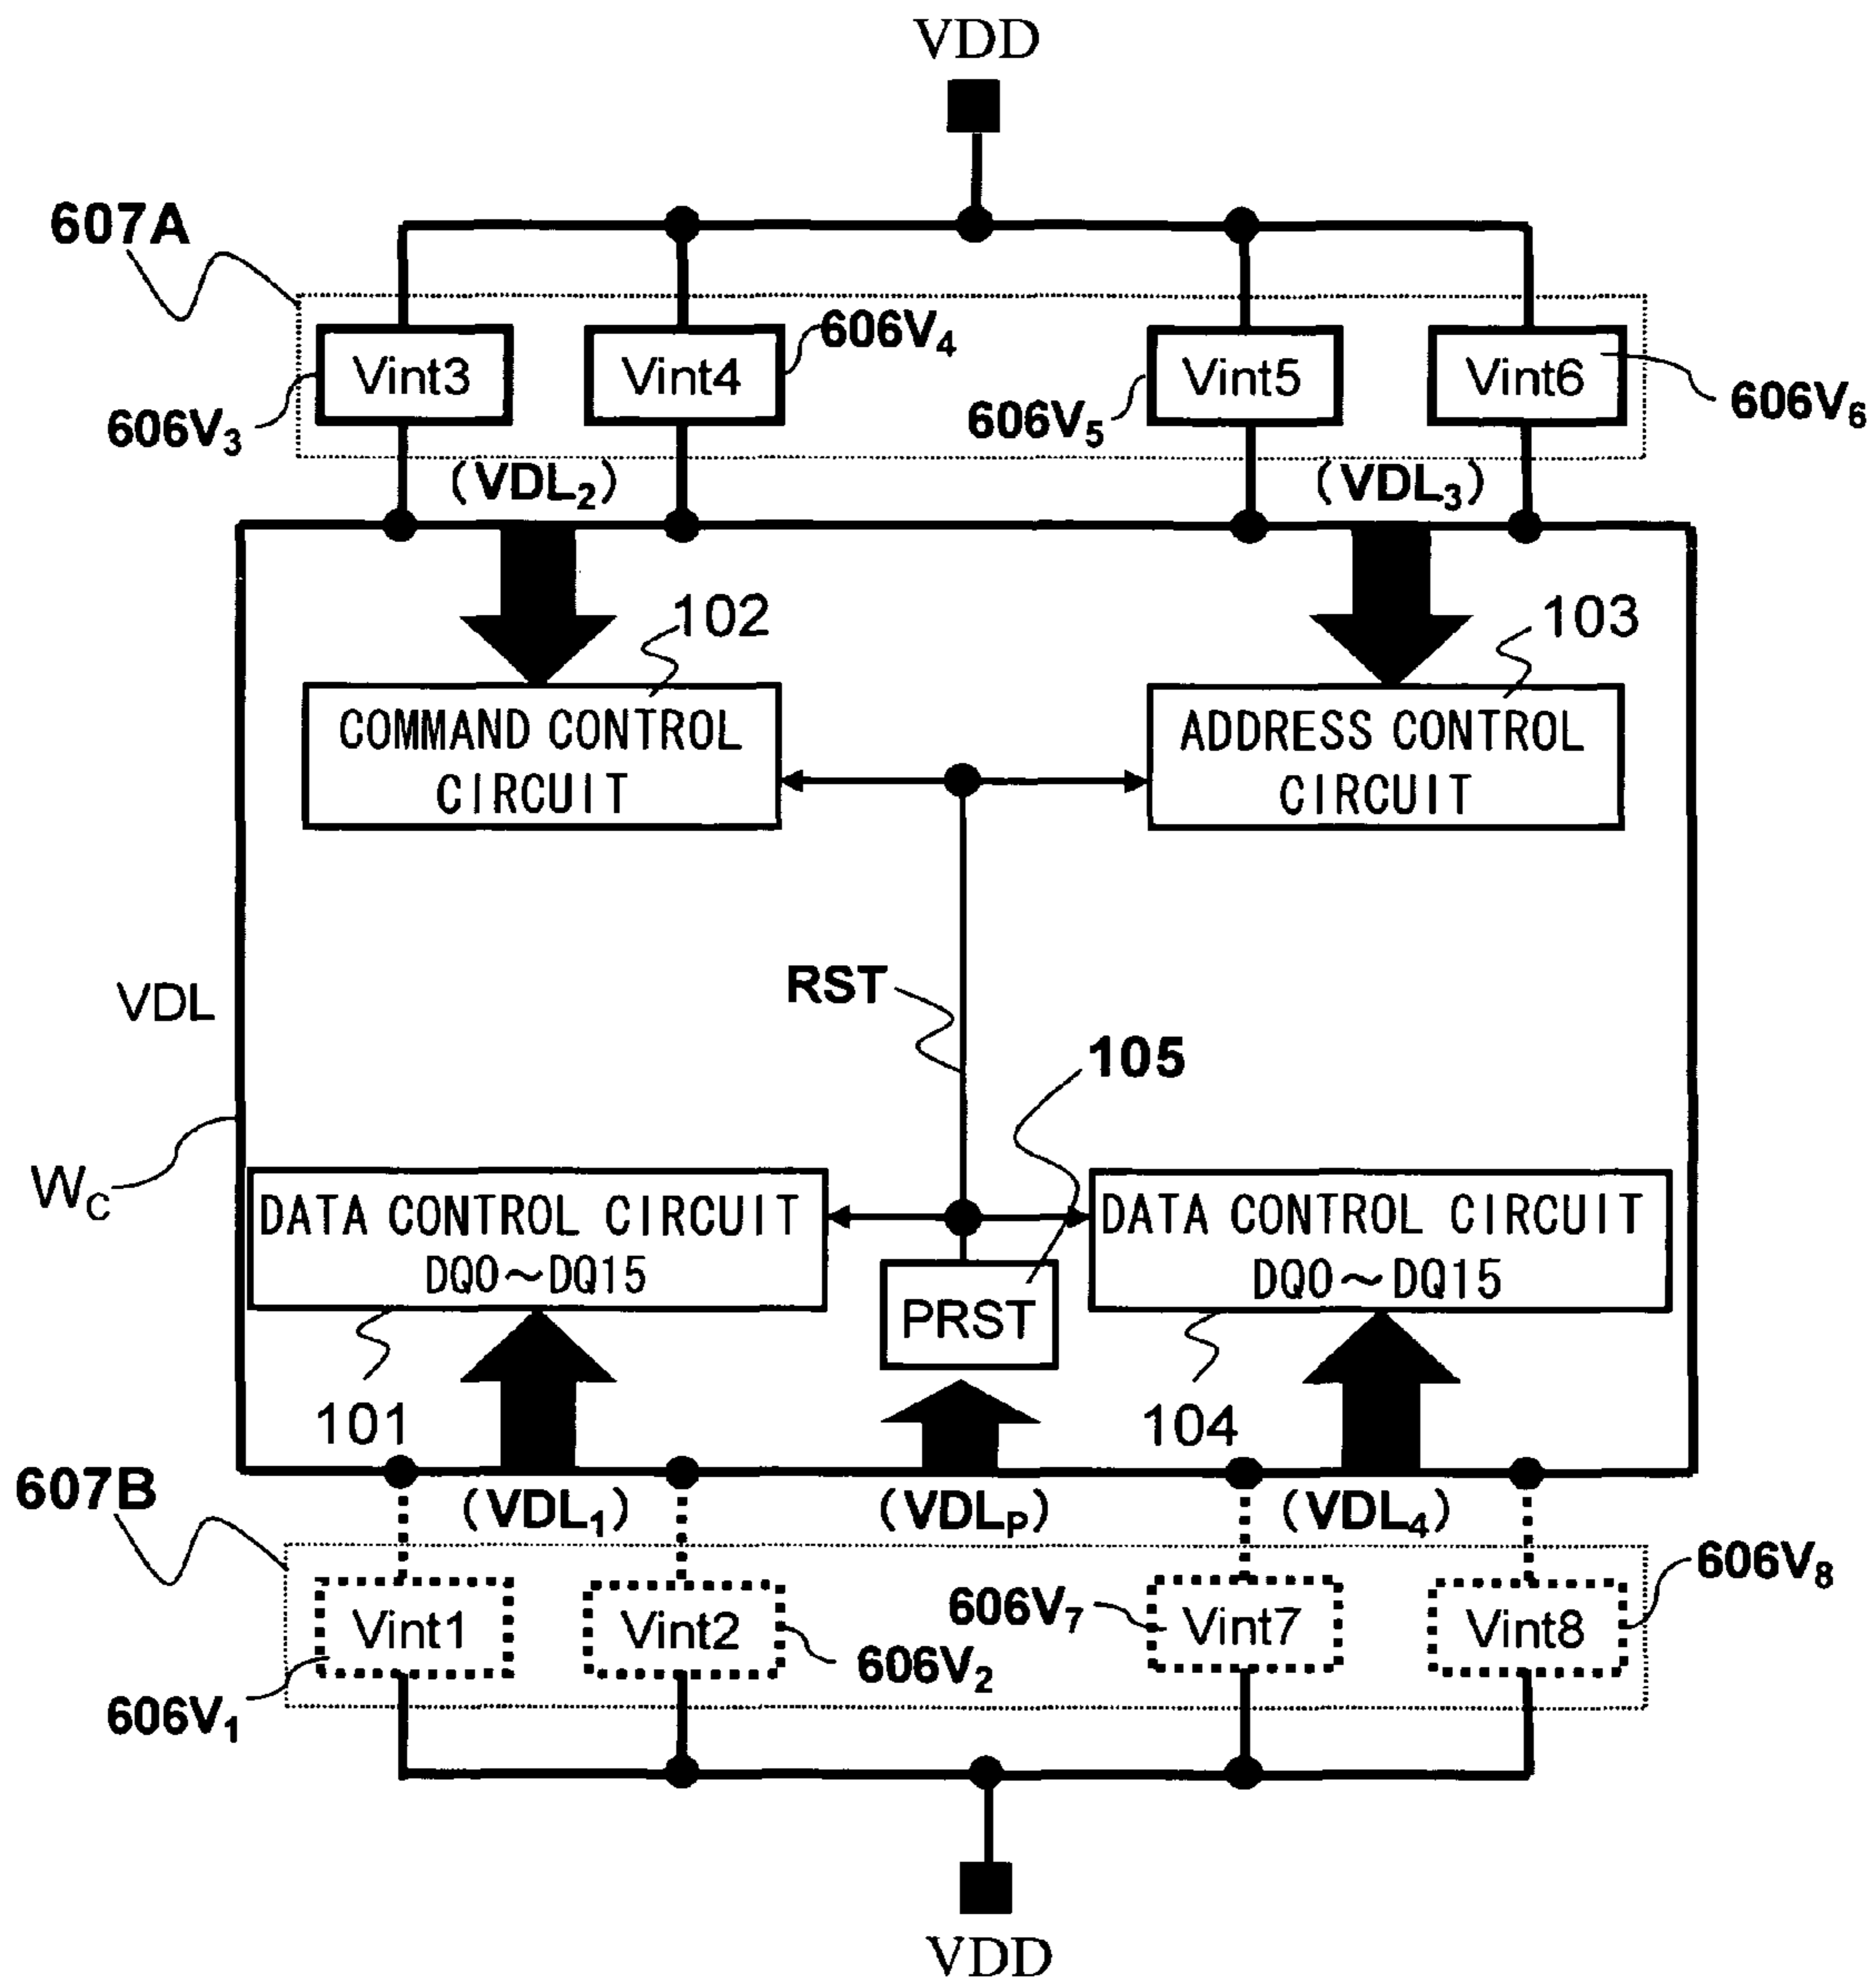 VDD
607A
Vint3
Vint4
606V₄
Vint5
Vint6
606V₃
606V₅
606V₆
(VDL₂)
(VDL₃)
102
103
COMMAND CONTROL
CIRCUIT
ADDRESS CONTROL
CIRCUIT
RST
VDL
105
W_C
DATA CONTROL CIRCUIT
DQ0~DQ15
DATA CONTROL CIRCUIT
DQ0~DQ15
PRST
101
104
607B
(VDL₁)
(VDL_P)
(VDL₄)
Vint1
Vint2
606V₇
Vint7
Vint8
606V₈
606V₁
606V₂
VDD